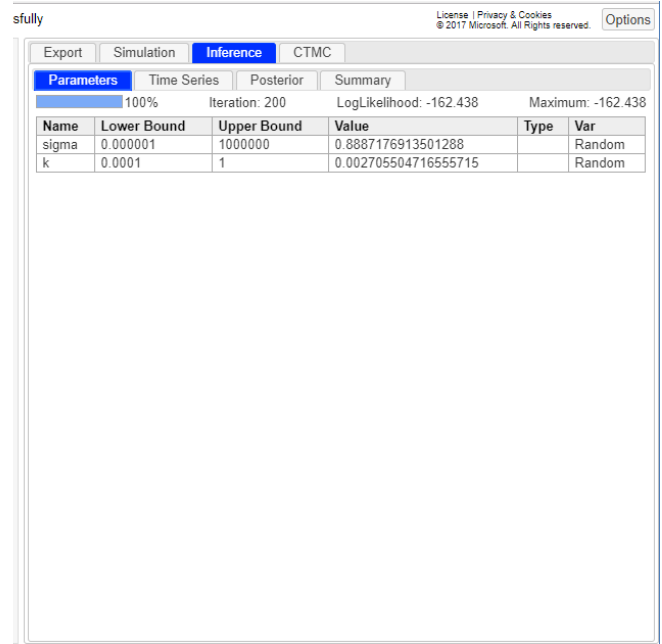 sfully
License | Privacy & Cookies
© 2017 Microsoft. All Rights reserved.
Options
Export Simulation Inference CTMC
Parameters Time Series Posterior Summary
100% Iteration: 200 LogLikelihood: -162.438 Maximum: -162.438
Name Lower Bound Upper Bound Value Type Var
sigma 0.000001 1000000 0.8887176913501288 Random
k 0.0001 1 0.002705504716555715 Random